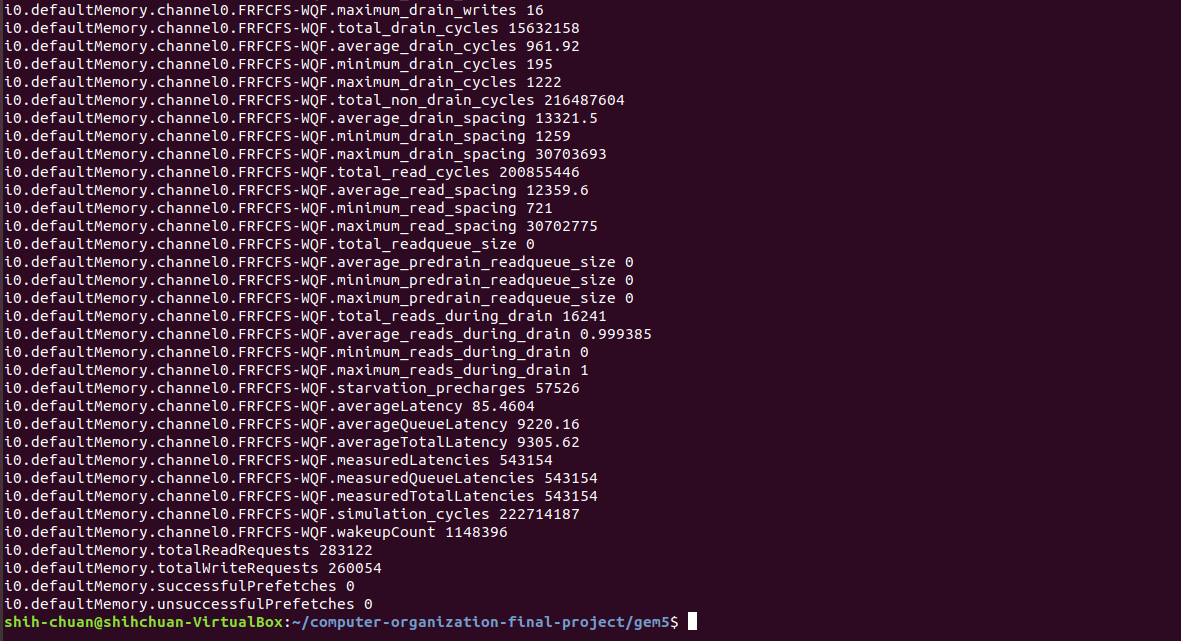 i0.defaultMemory.channel0.FRFCFS-WQF.maximum_drain_writes 16
i0.defaultMemory.channel0.FRFCFS-WQF.total_drain_cycles 15632158
i0.defaultMemory.channel0.FRFCFS-WQF.average_drain_cycles 961.92
i0.defaultMemory.channel0.FRFCFS-WQF.minimum_drain_cycles 195
i0.defaultMemory.channel0.FRFCFS-WQF.maximum_drain_cycles 1222
i0.defaultMemory.channel0.FRFCFS-WQF.total_non_drain_cycles 216487604
i0.defaultMemory.channel0.FRFCFS-WQF.average_drain_spacing 13321.5
i0.defaultMemory.channel0.FRFCFS-WQF.minimum_drain_spacing 1259
i0.defaultMemory.channel0.FRFCFS-WQF.maximum_drain_spacing 30703693
i0.defaultMemory.channel0.FRFCFS-WQF.total_read_cycles 200855446
i0.defaultMemory.channel0.FRFCFS-WQF.average_read_spacing 12359.6
i0.defaultMemory.channel0.FRFCFS-WQF.minimum_read_spacing 721
i0.defaultMemory.channel0.FRFCFS-WQF.maximum_read_spacing 30702775
i0.defaultMemory.channel0.FRFCFS-WQF.total_readqueue_size 0
i0.defaultMemory.channel0.FRFCFS-WQF.average_predrain_readqueue_size 0
i0.defaultMemory.channel0.FRFCFS-WQF.minimum_predrain_readqueue_size 0
i0.defaultMemory.channel0.FRFCFS-WQF.maximum_predrain_readqueue_size 0
i0.defaultMemory.channel0.FRFCFS-WQF.total_reads_during_drain 16241
i0.defaultMemory.channel0.FRFCFS-WQF.average_reads_during_drain 0.999385
i0.defaultMemory.channel0.FRFCFS-WQF.minimum_reads_during_drain 0
i0.defaultMemory.channel0.FRFCFS-WQF.maximum_reads_during_drain 1
i0.defaultMemory.channel0.FRFCFS-WQF.starvation_precharges 57526
i0.defaultMemory.channel0.FRFCFS-WQF.averageLatency 85.4604
i0.defaultMemory.channel0.FRFCFS-WQF.averageQueueLatency 9220.16
i0.defaultMemory.channel0.FRFCFS-WQF.averageTotalLatency 9305.62
i0.defaultMemory.channel0.FRFCFS-WQF.measuredLatencies 543154
i0.defaultMemory.channel0.FRFCFS-WQF.measuredQueueLatencies 543154
i0.defaultMemory.channel0.FRFCFS-WQF.measuredTotalLatencies 543154
i0.defaultMemory.channel0.FRFCFS-WQF.simulation_cycles 222714187
i0.defaultMemory.channel0.FRFCFS-WQF.wakeupCount 1148396
i0.defaultMemory.totalReadRequests 283122
i0.defaultMemory.totalWriteRequests 260054
i0.defaultMemory.successfulPrefetches 0
i0.defaultMemory.unsuccessfulPrefetches 0
shih-chuan@shihchuan-VirtualBox:~/computer-organization-final-project/gem5$